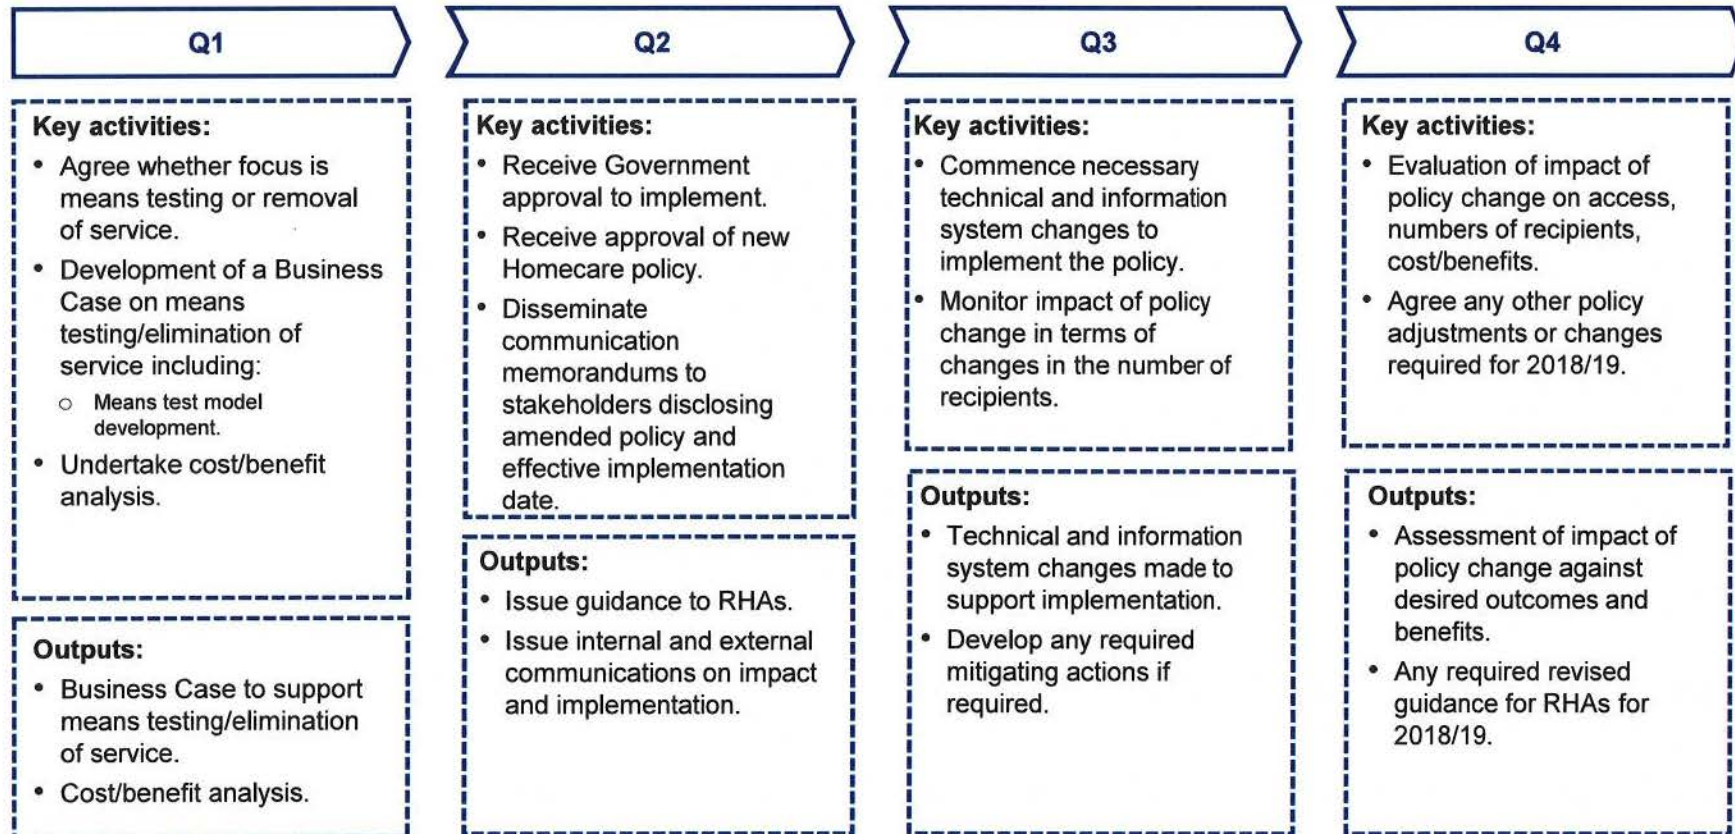 Q1
Key activities:
• Agree whether focus is
means testing or removal
of service.
• Development of a Business
Case on means
testing/elimination of
service including:
○ Means test model
development.
• Undertake cost/benefit
analysis.
Outputs:
• Business Case to support
means testing/elimination
of service.
• Cost/benefit analysis.
Q2
Key activities:
• Receive Government
approval to implement.
• Receive approval of new
Homecare policy.
• Disseminate
communication
memorandums to
stakeholders disclosing
amended policy and
effective implementation
date.
Outputs:
• Issue guidance to RHAs.
• Issue internal and external
communications on impact
and implementation.
Q3
Key activities:
• Commence necessary
technical and information
system changes to
implement the policy.
• Monitor impact of policy
change in terms of
changes in the number of
recipients.
Outputs:
• Technical and information
system changes made to
support implementation.
• Develop any required
mitigating actions if
required.
Q4
Key activities:
• Evaluation of impact of
policy change on access,
numbers of recipients,
cost/benefits.
• Agree any other policy
adjustments or changes
required for 2018/19.
Outputs:
• Assessment of impact of
policy change against
desired outcomes and
benefits.
• Any required revised
guidance for RHAs for
2018/19.